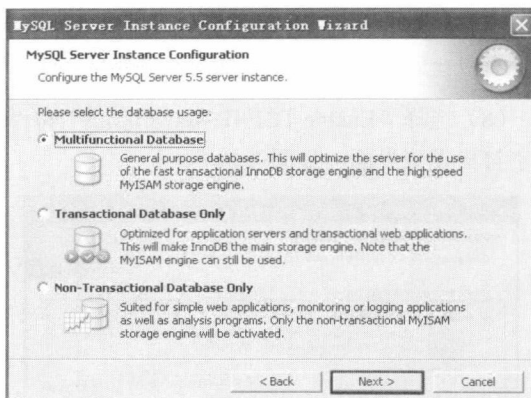 MySQL Server Instance Configuration Wizard
MySQL Server Instance Configuration
Configure the MySQL Server 5.5 server instance.
Please select the database usage.
Multifunctional Database
General purpose databases. This will optimize the server for the use
of the fast transactional InnoDB storage engine and the high speed
MyISAM storage engine.
Transactional Database Only
Optimized for application servers and transactional web applications.
This will make InnoDB the main storage engine. Note that the
MyISAM engine can still be used.
Non-Transactional Database Only
Suited for simple web applications, monitoring or logging applications
as well as analysis programs. Only the non-transactional MyISAM
storage engine will be activated.
< Back
Next >
Cancel